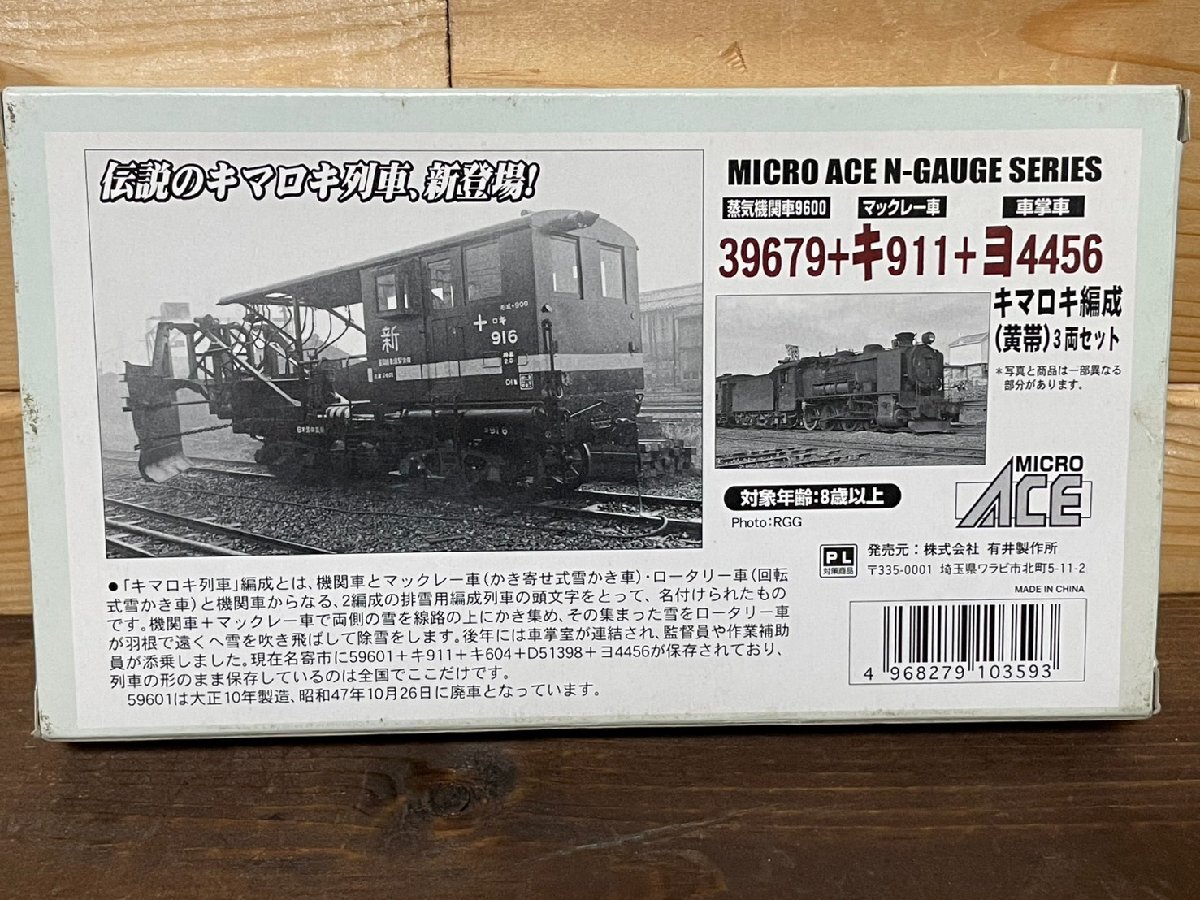 伝説のキマロキ列車、新登場!
新
キ
916
916
MICRO ACE N-GAUGE SERIES
蒸気機関車9600 マックレー車 車掌車
39679+キ911+ヨ4456
キマロキ編成
(黄帯)3両セット
*写真と商品は一部異なる
部分があります。
対象年齢:8歳以上
Photo:RGG
MICRO
ACE
PL
対策商品
発売元:株式会社 有井製作所
〒335-0001 埼玉県ワラビ市北町5-11-2
MADE IN CHINA
●「キマロキ列車」編成とは、機関車とマックレー車(かき寄せ式雪かき車)・ロータリー車(回転
式雪かき車)と機関車からなる、2編成の排雪用編成列車の頭文字をとって、名付けられたもの
です。機関車+マックレー車で両側の雪を線路の上にかき集め、その集まった雪をロータリー車
が羽根で遠くへ雪を吹き飛ばして除雪をします。後年には車掌室が連結され、監督員や作業補助
員が添乗しました。現在名寄市に59601+キ911+キ604+D51398+ヨ4456が保存されており、
列車の形のまま保存しているのは全国でここだけです。
59601は大正10年製造、昭和47年10月26日に廃車となっています。
4 968279 103593